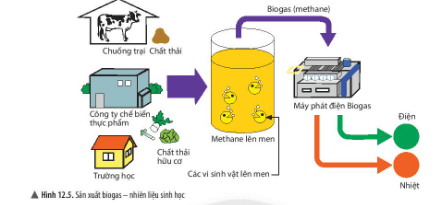 Biogas (methane)
Chuồng trại Chất thải
Công ty chế biến
thực phẩm
Methane lên men
Máy phát điện Biogas
Điện
Chất thải
hữu cơ
Trường học
Các vi sinh vật lên men
Nhiệt
▲ Hình 12.5. Sản xuất biogas – nhiên liệu sinh học